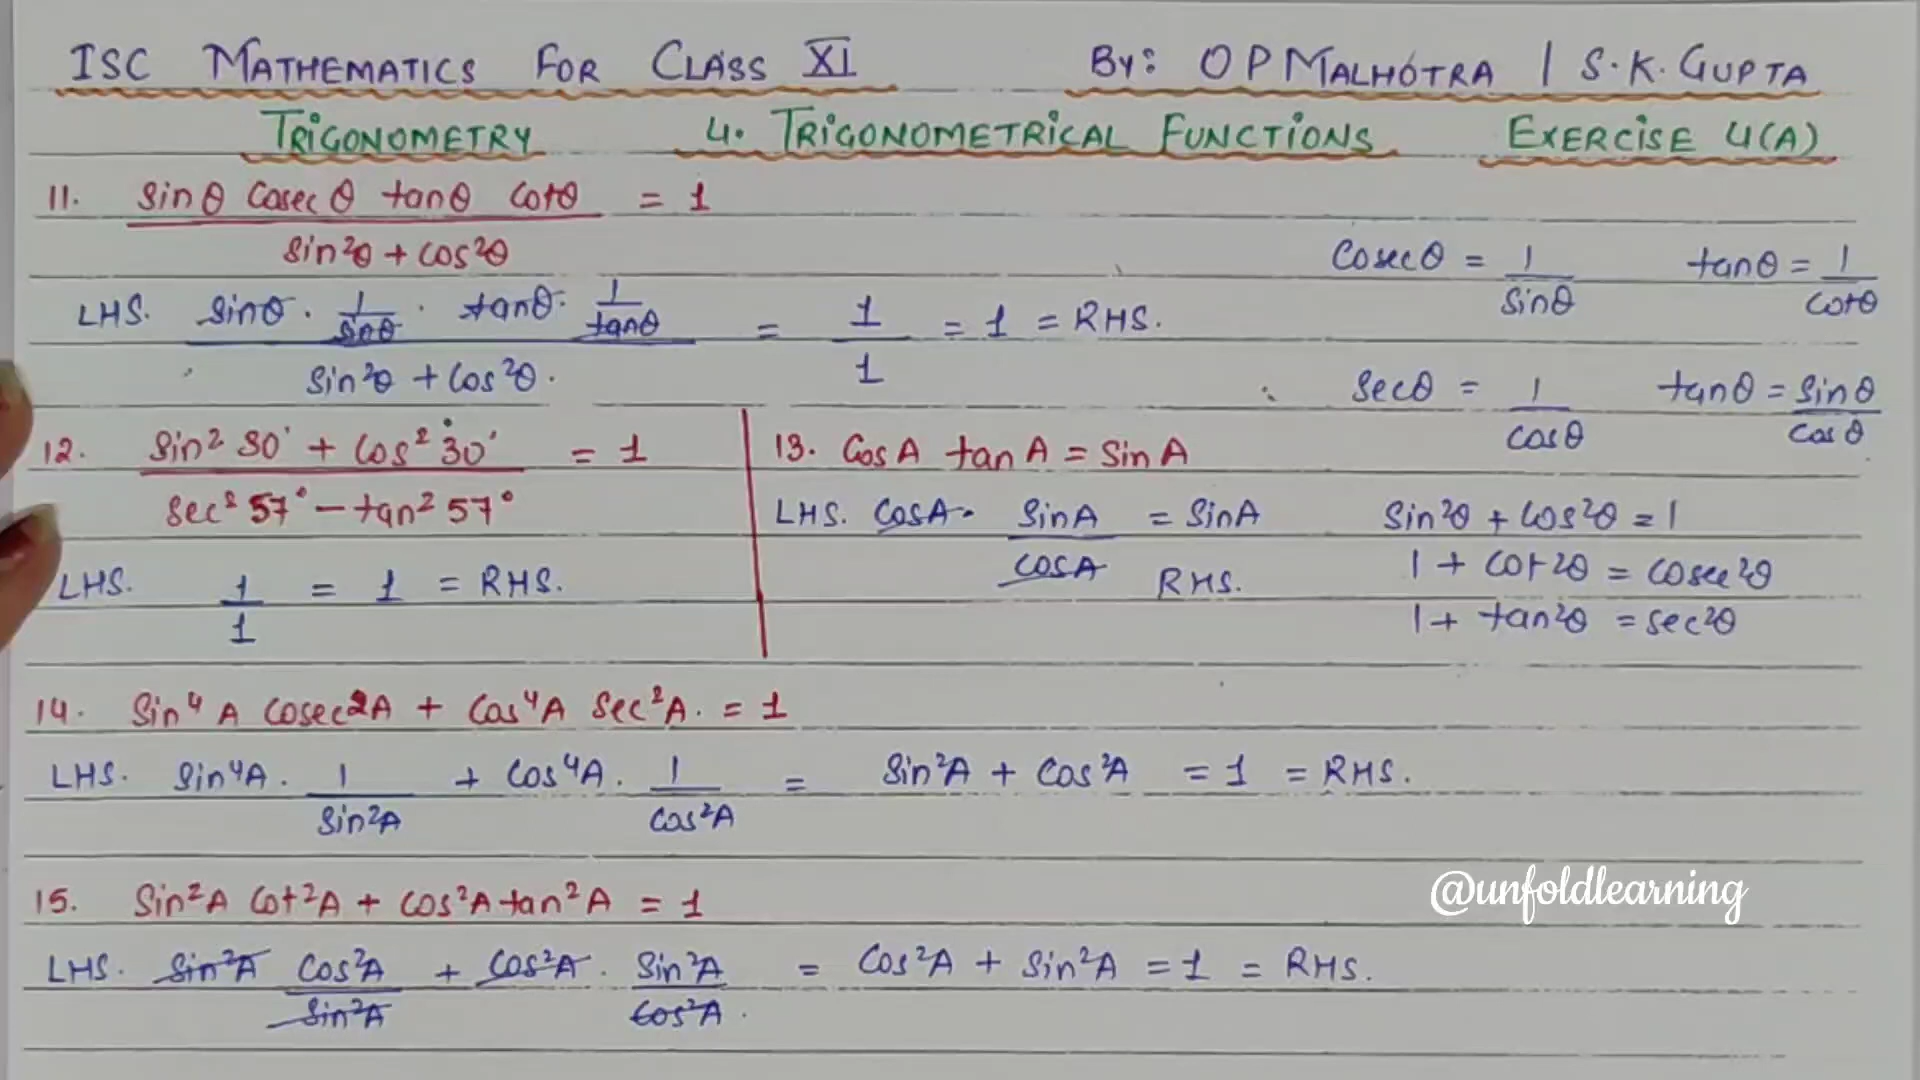 ISC MATHEMATICS FOR CLASS XI By: OP MALHOTRA | S.K. GUPTA
TRIGONOMETRY 4. TRIGONOMETRICAL FUNCTIONS EXERCISE 4(A)
11. sinθ cosecθ tanθ cotθ = 1
sin²θ + cos²θ
cosecθ = 1/sinθ tanθ = 1/cotθ
LHS. sinθ · 1/sinθ · tanθ · 1/tanθ = 1/1 = 1 = RHS.
sin²θ + cos²θ.
secθ = 1/cosθ tanθ = sinθ/cosθ
12. sin² 30' + cos² 30' = 1
sec² 57° − tan² 57°
LHS. 1/1 = 1 = RHS.
13. CosA tanA = sinA
LHS. cosA · sinA/cosA = sinA
RHS.
sin²θ + cos²θ = 1
1 + cot²θ = cosec²θ
1 + tan²θ = sec²θ
14. sin⁴A cosec²A + cos⁴A sec²A. = 1
LHS. sin⁴A · 1/sin²A + cos⁴A · 1/cos²A = sin²A + cos²A = 1 = RHS.
15. sin²A cot²A + cos²A tan²A = 1
LHS. sin²A cos²A/sin²A + cos²A · sin²A/cos²A = cos²A + sin²A = 1 = RHS.
@unfoldlearning